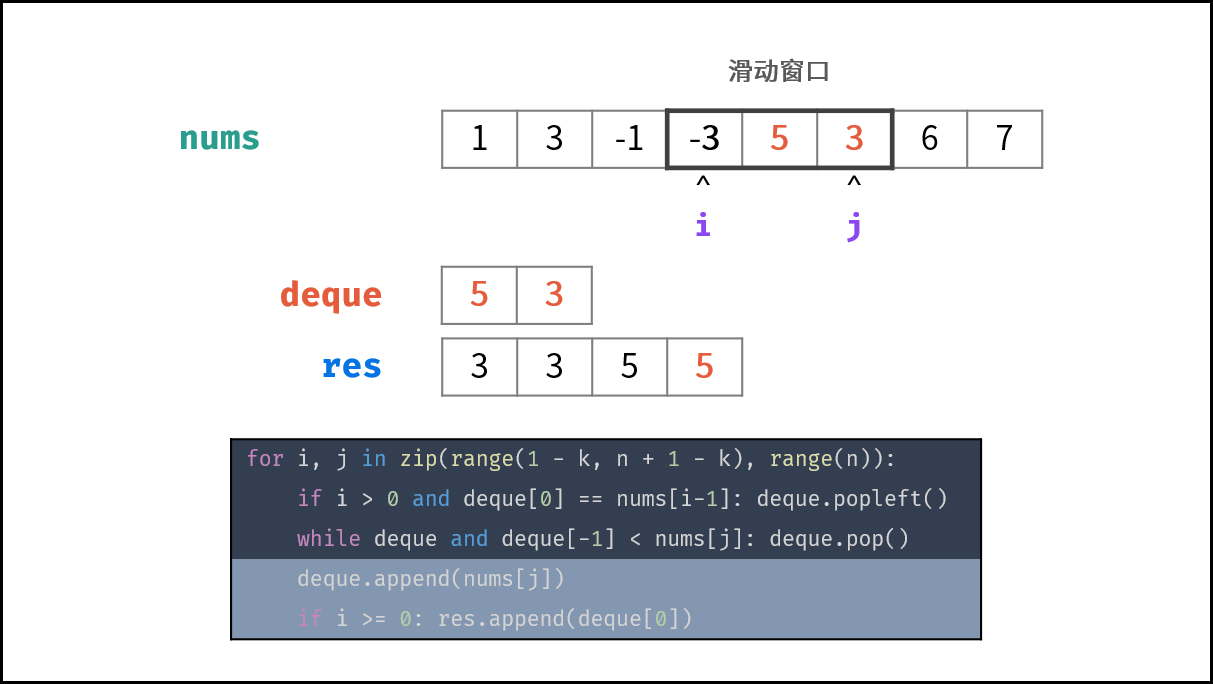 滑动窗口
nums 1 3 -1 -3 5 3 6 7
^ ^
i j
deque 5 3
res 3 3 5 5
for i, j in zip(range(1 - k, n + 1 - k), range(n)):
    if i > 0 and deque[0] == nums[i-1]: deque.popleft()
    while deque and deque[-1] < nums[j]: deque.pop()
    deque.append(nums[j])
    if i >= 0: res.append(deque[0])